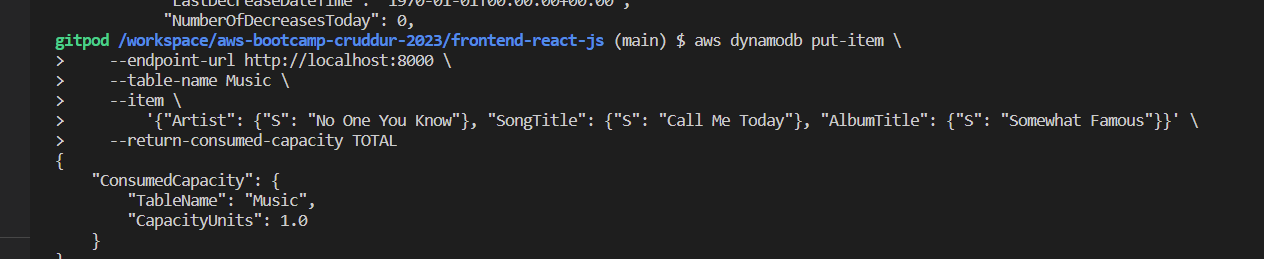 "LastDecreaseDateTime": "1970-01-01T00:00:00+00:00",
"NumberOfDecreasesToday": 0,
gitpod /workspace/aws-bootcamp-cruddur-2023/frontend-react-js (main) $ aws dynamodb put-item \
>     --endpoint-url http://localhost:8000 \
>     --table-name Music \
>     --item \
>         '{"Artist": {"S": "No One You Know"}, "SongTitle": {"S": "Call Me Today"}, "AlbumTitle": {"S": "Somewhat Famous"}}' \
>     --return-consumed-capacity TOTAL
{
    "ConsumedCapacity": {
        "TableName": "Music",
        "CapacityUnits": 1.0
    }
}